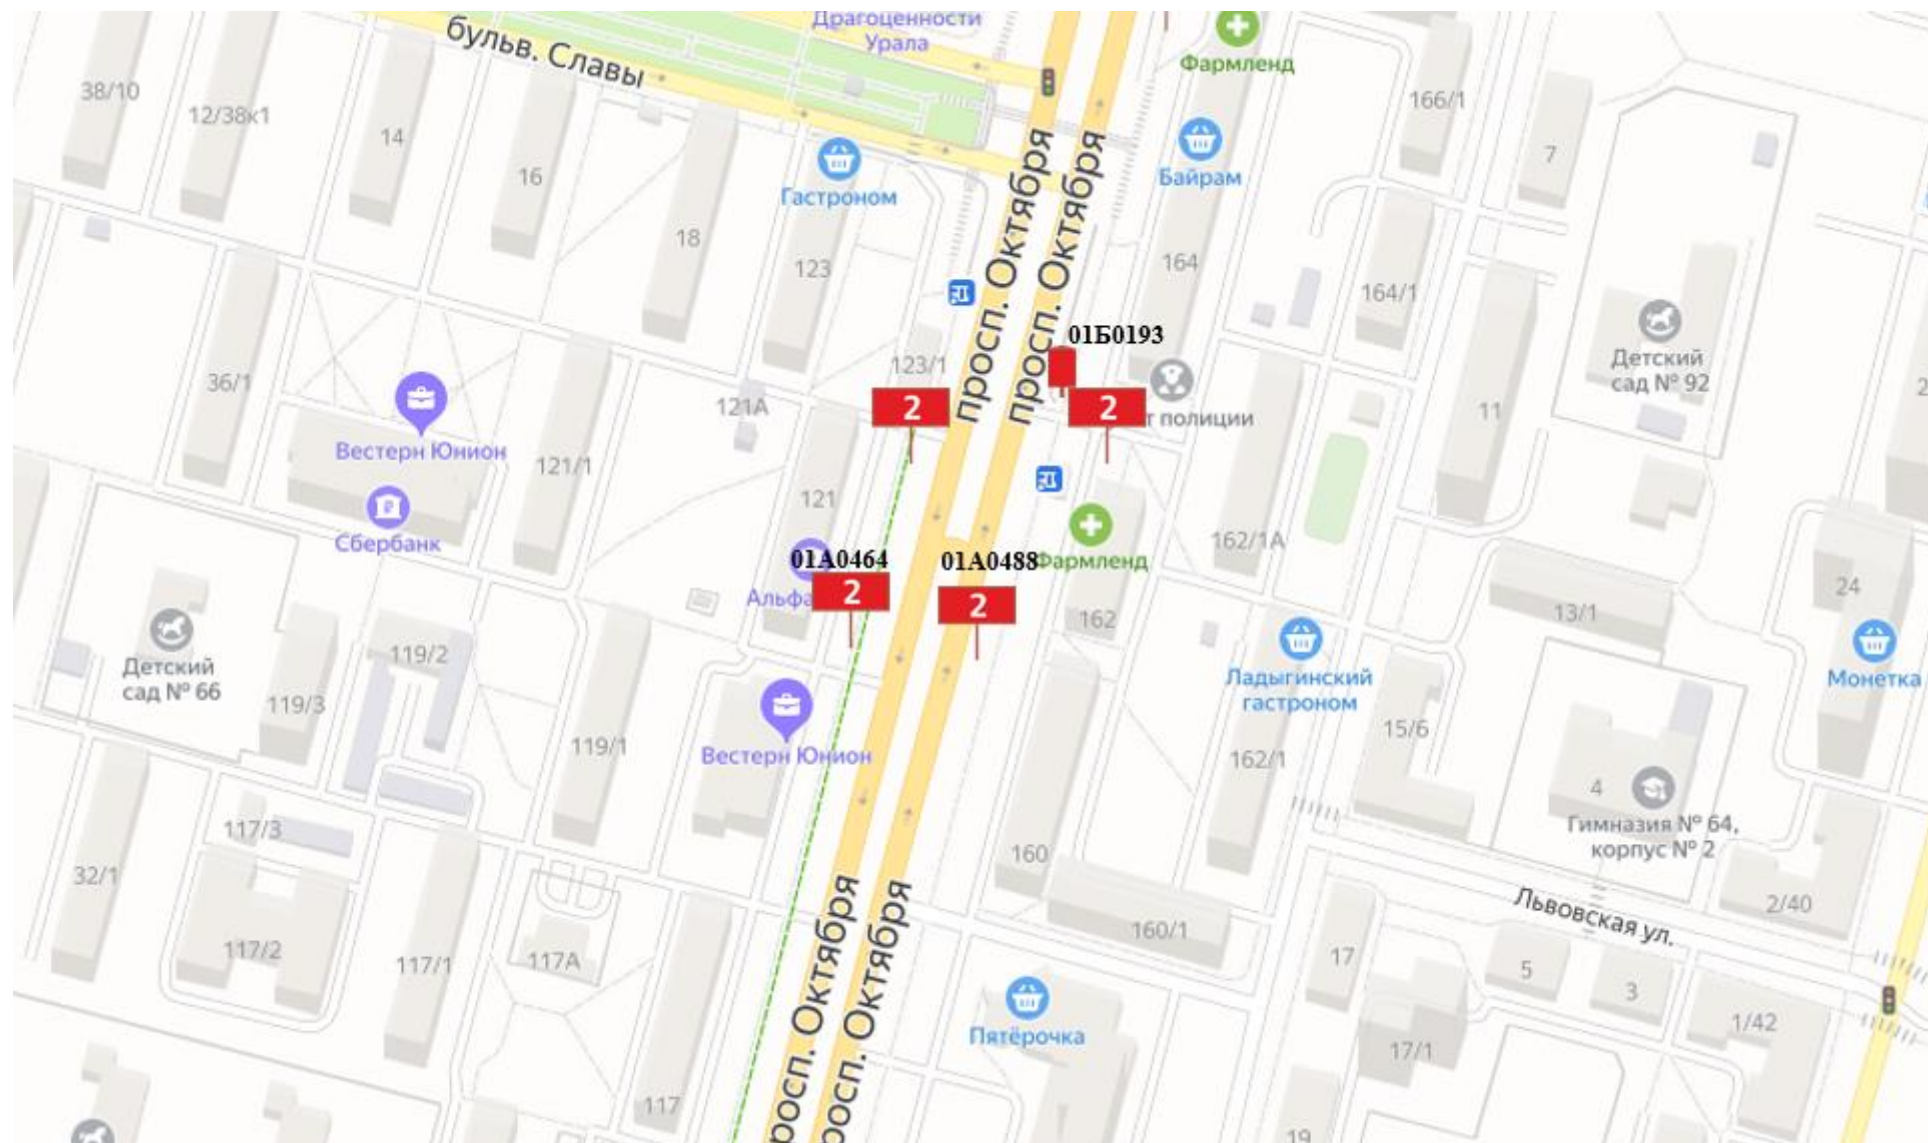 Драгоценности
Урала
бульв. Славы
Фармленд
38/10
12/38к1
14
166/1
7
16
Гастроном
Байрам
18
123
164
164/1
просп. Октября
просп. Октября
01Б0193
Детский
сад № 92
36/1
123/1
121А
2
2
т полиции
11
Вестерн Юнион
121/1
121
Сбербанк
162/1А
01А0464
01А0488
Фармленд
Альфа
2
2
162
13/1
24
Детский
сад № 66
119/2
Ладыгинский
гастроном
Монетка
119/3
119/1
Вестерн Юнион
162/1
15/6
4
Гимназия № 64,
корпус № 2
117/3
160
32/1
Львовская ул.
2/40
160/1
117/2
117/1
117А
17
5
3
просп. Октября
просп. Октября
Пятёрочка
1/42
17/1
117
19